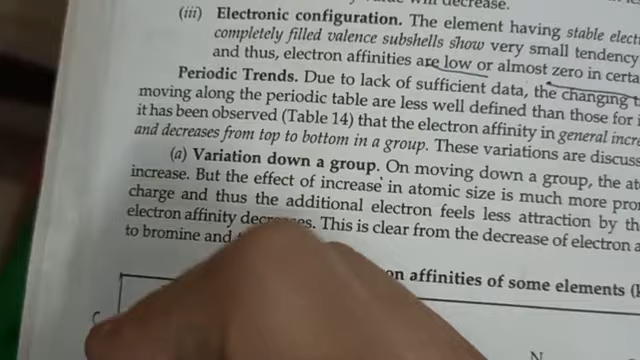 will decrease.
(iii) Electronic configuration. The element having stable elect
completely filled valence subshells show very small tendency
and thus, electron affinities are low or almost zero in certa
Periodic Trends. Due to lack of sufficient data, the changing t
moving along the periodic table are less well defined than those for i
it has been observed (Table 14) that the electron affinity in general incre
and decreases from top to bottom in a group. These variations are discus
(a) Variation down a group. On moving down a group, the at
increase. But the effect of increase in atomic size is much more pro
charge and thus the additional electron feels less attraction by th
electron affinity decreases. This is clear from the decrease of electron a
to bromine and
on affinities of some elements (k
N